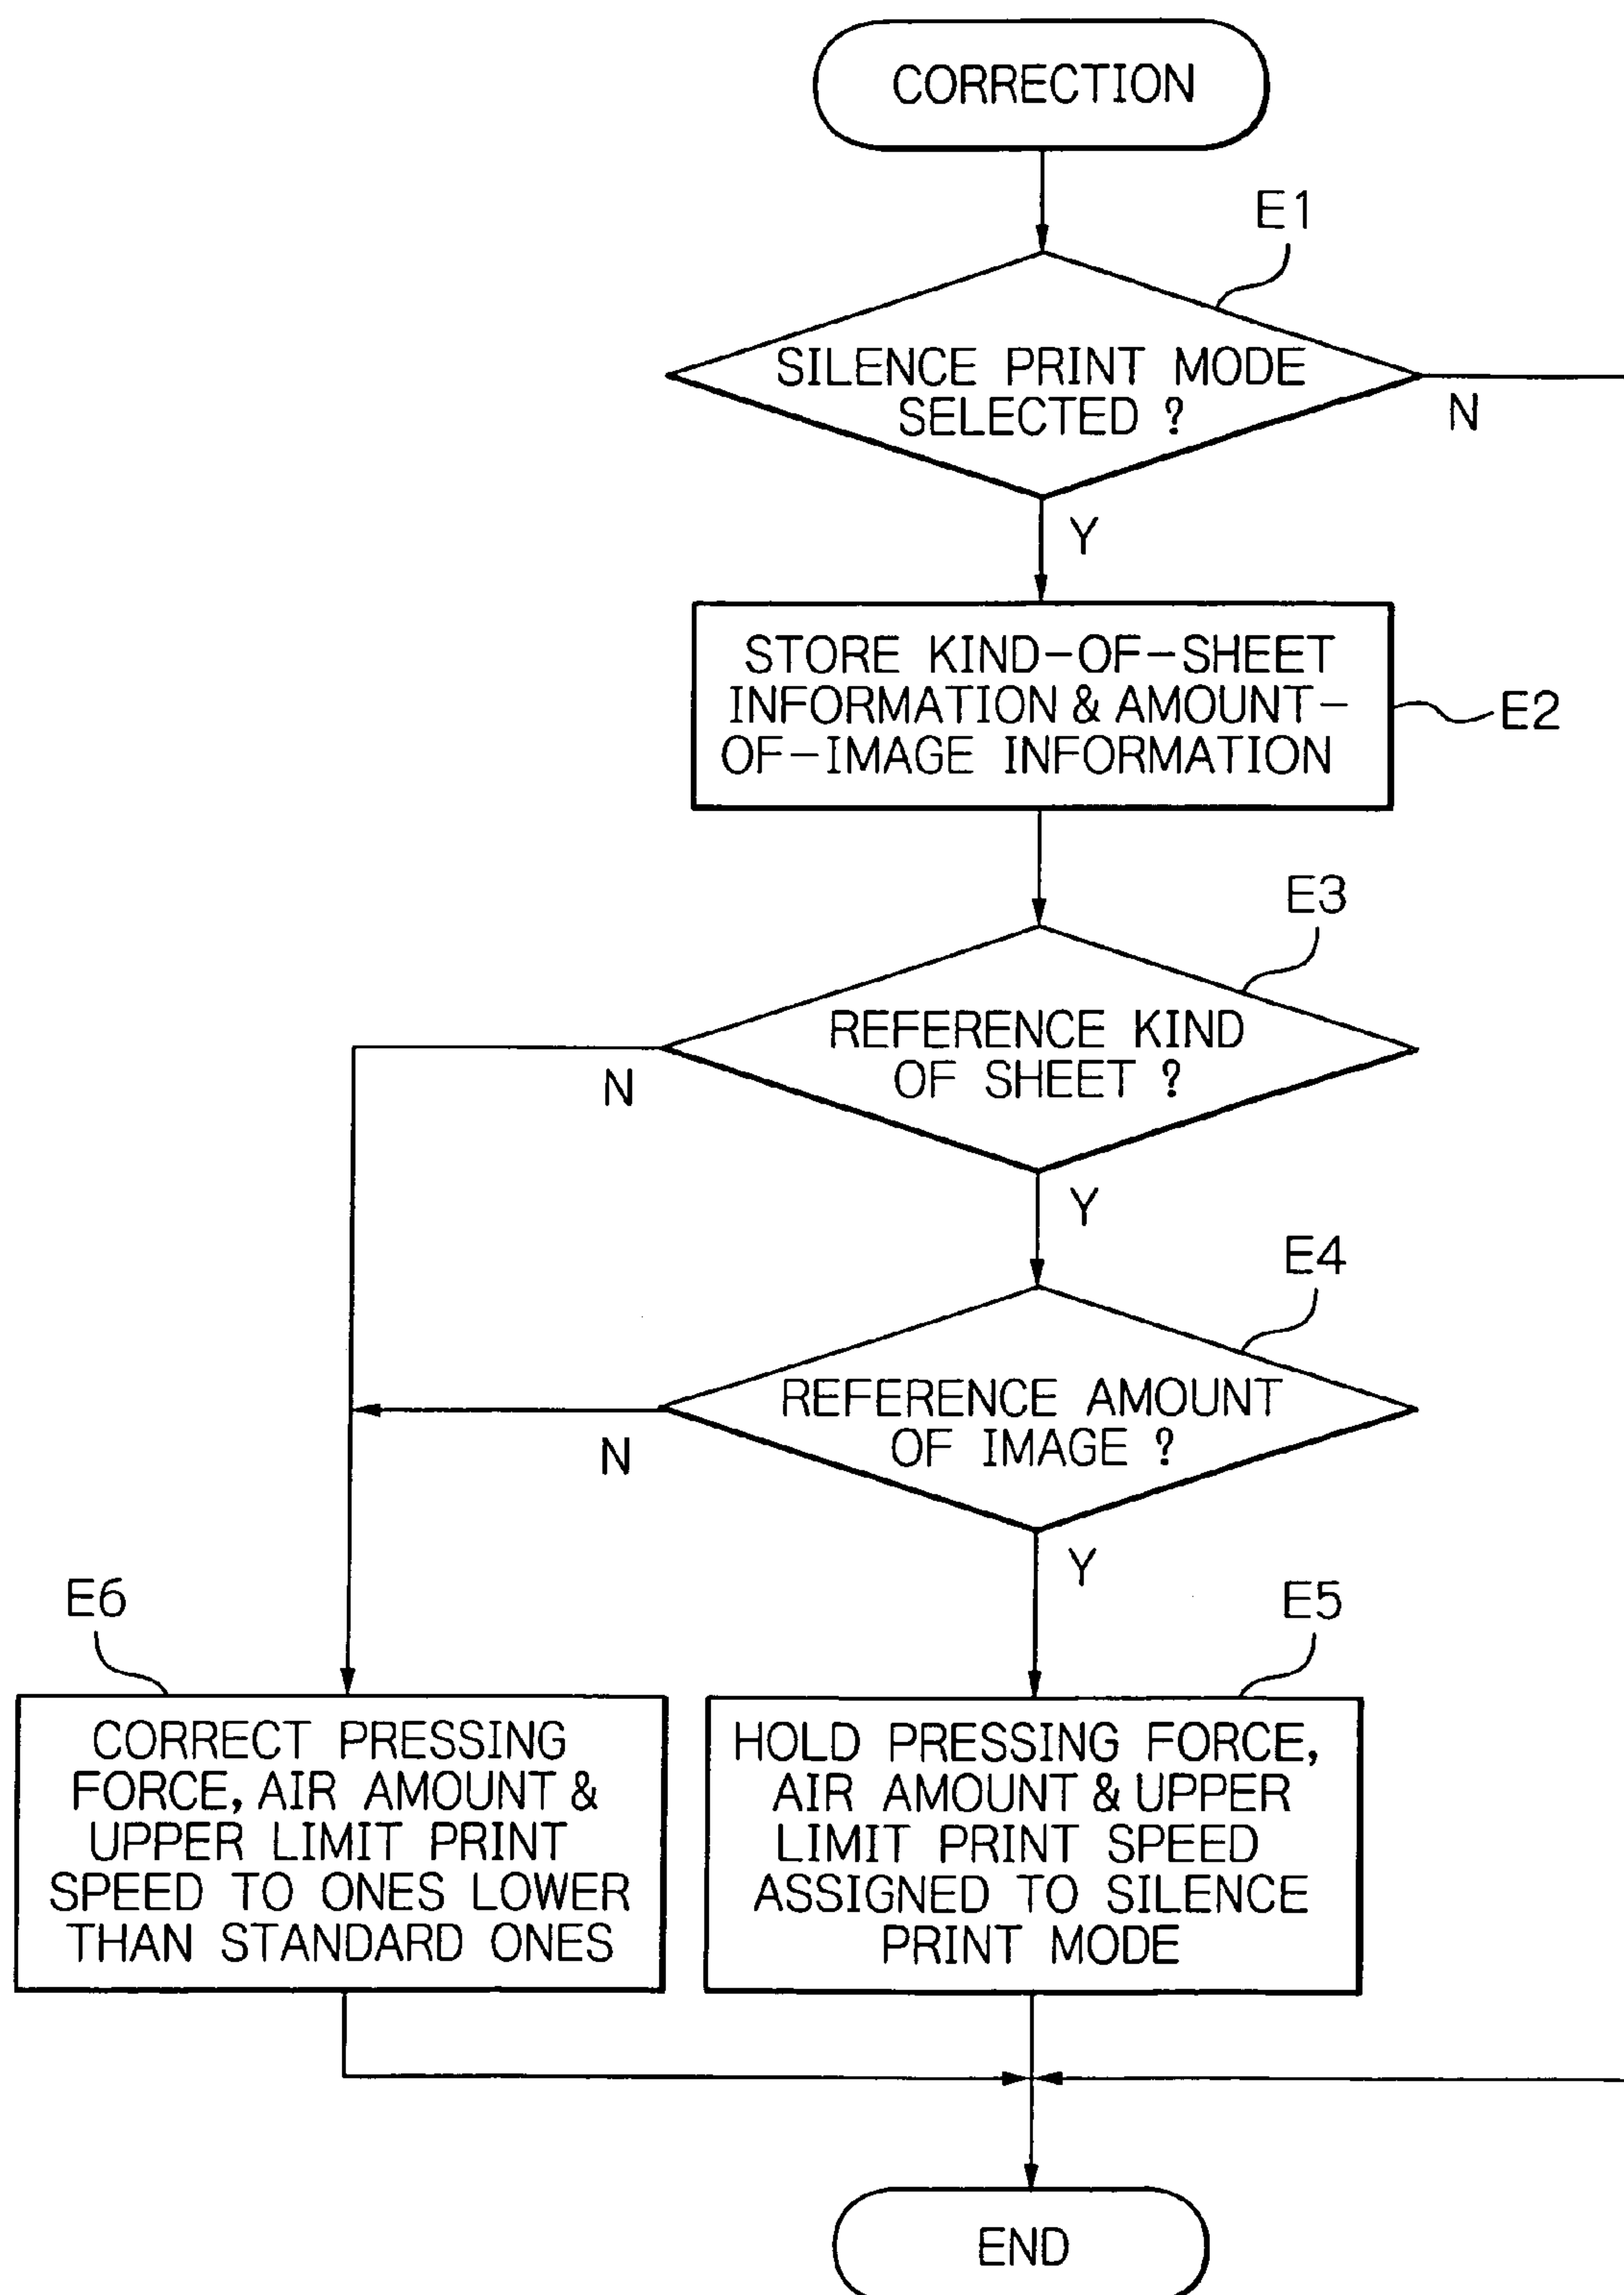 CORRECTION
E1
SILENCE PRINT MODE
SELECTED ?
N
Y
STORE KIND-OF-SHEET
INFORMATION & AMOUNT-
OF-IMAGE INFORMATION
E2
E3
REFERENCE KIND
OF SHEET ?
N
Y
E4
REFERENCE AMOUNT
OF IMAGE ?
N
Y
E6
CORRECT PRESSING
FORCE, AIR AMOUNT &
UPPER LIMIT PRINT
SPEED TO ONES LOWER
THAN STANDARD ONES
E5
HOLD PRESSING FORCE,
AIR AMOUNT & UPPER
LIMIT PRINT SPEED
ASSIGNED TO SILENCE
PRINT MODE
END